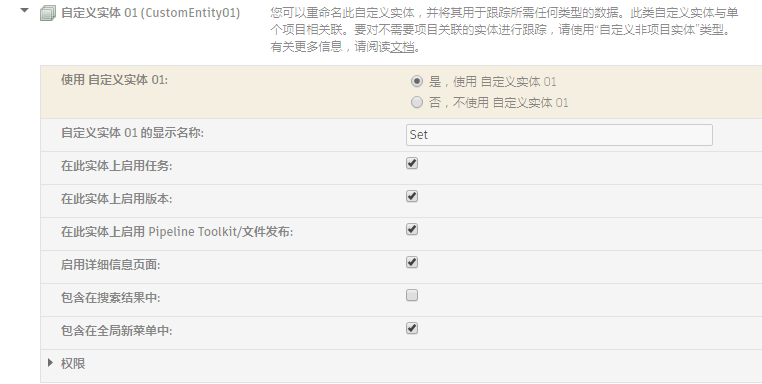 自定义实体 01 (CustomEntity01)
您可以重命名此自定义实体，并将其用于跟踪所需任何类型的数据。此类自定义实体与单
个项目相关联。要对不需要项目关联的实体进行跟踪，请使用“自定义非项目实体”类型。
有关更多信息，请阅读文档。
使用 自定义实体 01:
是，使用 自定义实体 01
否，不使用 自定义实体 01
自定义实体 01 的显示名称:
Set
在此实体上启用任务:
在此实体上启用版本:
在此实体上启用 Pipeline Toolkit/文件发布:
启用详细信息页面:
包含在搜索结果中:
包含在全局新菜单中:
权限